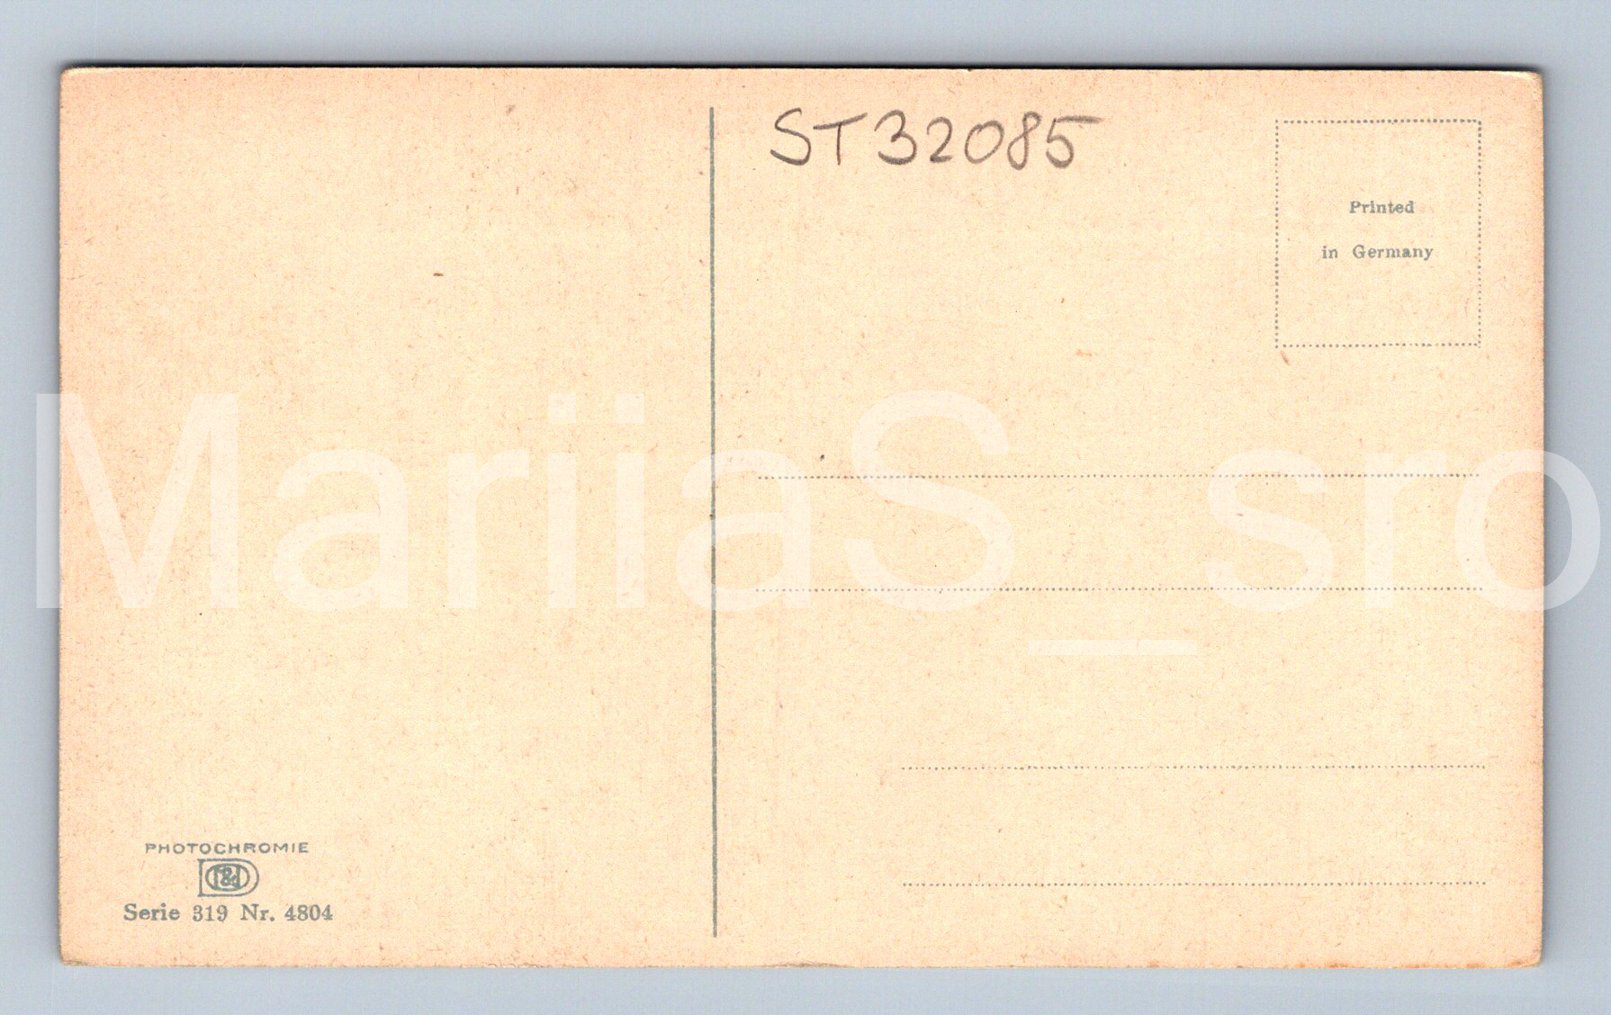 ST32085
Printed
in Germany
MariiaS_sro
PHOTOCHROMIE
Serie 319 Nr. 4804